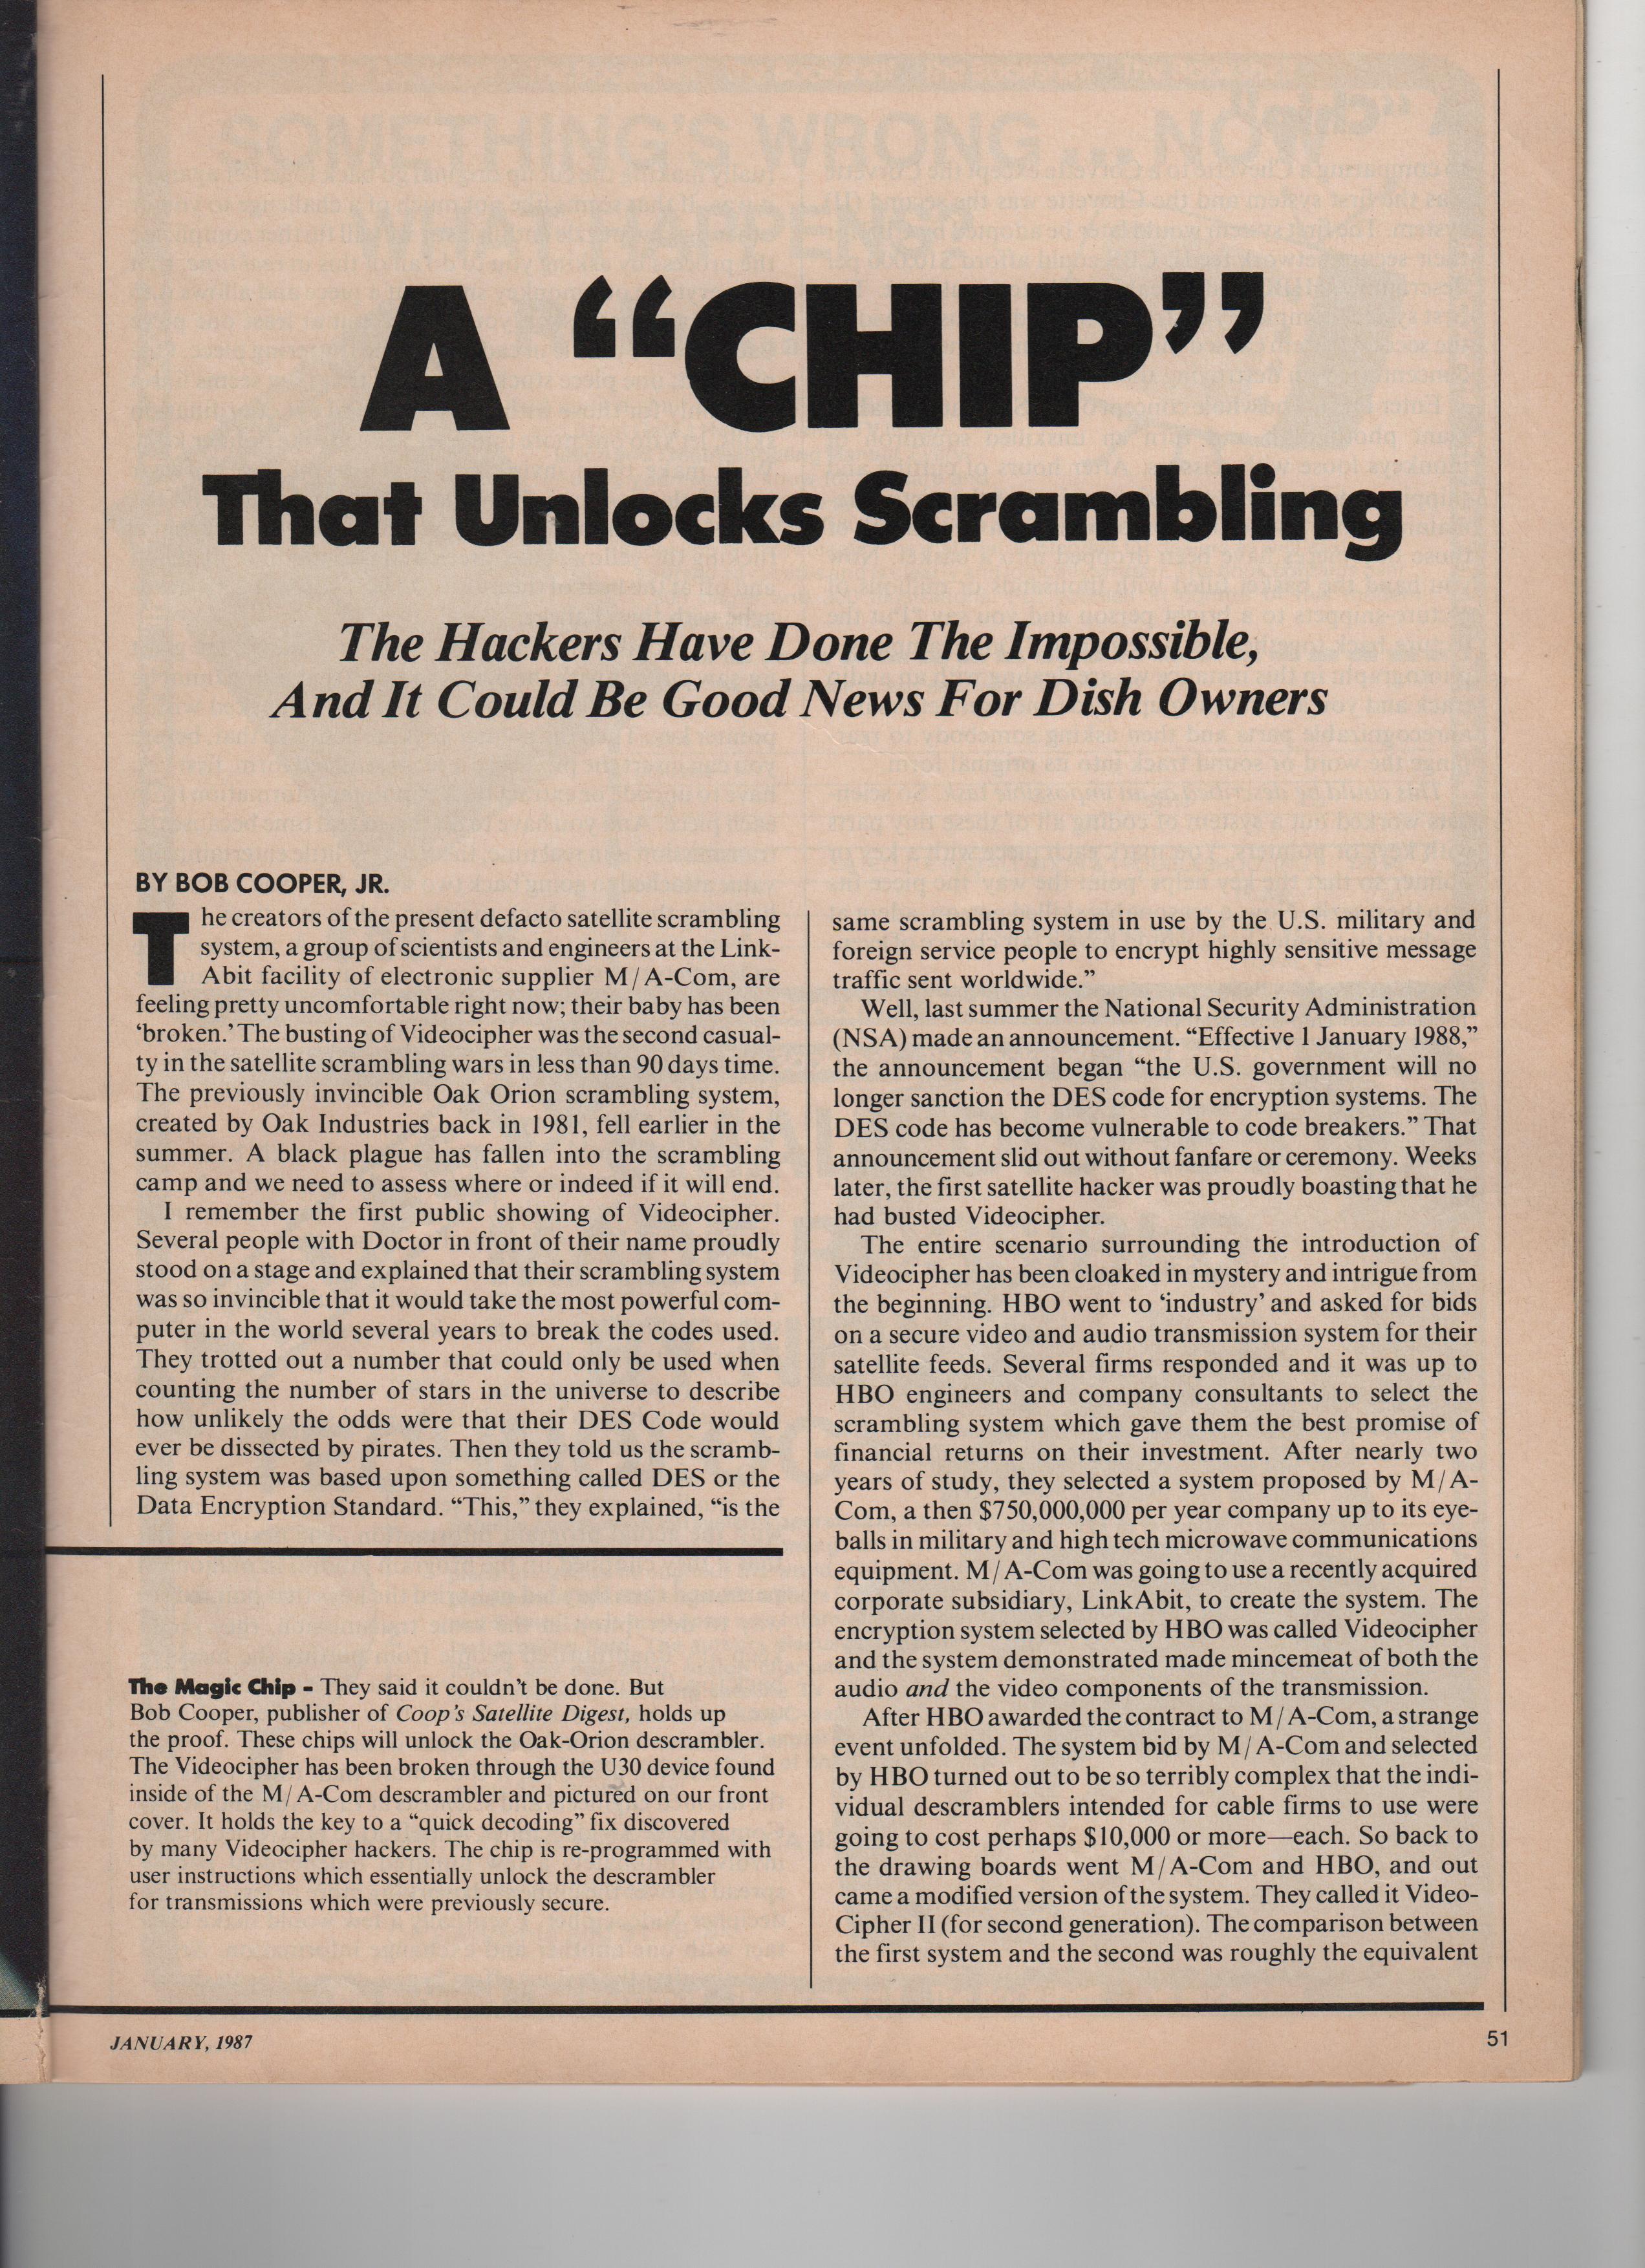 A “CHIP”
That Unlocks Scrambling
The Hackers Have Done The Impossible,
And It Could Be Good News For Dish Owners
BY BOB COOPER, JR.
The creators of the present defacto satellite scrambling
system, a group of scientists and engineers at the Link-
Abit facility of electronic supplier M/A-Com, are
feeling pretty uncomfortable right now; their baby has been
‘broken.’ The busting of Videocipher was the second casual-
ty in the satellite scrambling wars in less than 90 days time.
The previously invincible Oak Orion scrambling system,
created by Oak Industries back in 1981, fell earlier in the
summer. A black plague has fallen into the scrambling
camp and we need to assess where or indeed if it will end.
I remember the first public showing of Videocipher.
Several people with Doctor in front of their name proudly
stood on a stage and explained that their scrambling system
was so invincible that it would take the most powerful com-
puter in the world several years to break the codes used.
They trotted out a number that could only be used when
counting the number of stars in the universe to describe
how unlikely the odds were that their DES Code would
ever be dissected by pirates. Then they told us the scramb-
ling system was based upon something called DES or the
Data Encryption Standard. “This,” they explained, “is the
The Magic Chip - They said it couldn’t be done. But
Bob Cooper, publisher of Coop’s Satellite Digest, holds up
the proof. These chips will unlock the Oak-Orion descrambler.
The Videocipher has been broken through the U30 device found
inside of the M/A-Com descrambler and pictured on our front
cover. It holds the key to a “quick decoding” fix discovered
by many Videocipher hackers. The chip is re-programmed with
user instructions which essentially unlock the descrambler
for transmissions which were previously secure.
same scrambling system in use by the U.S. military and
foreign service people to encrypt highly sensitive message
traffic sent worldwide.”
Well, last summer the National Security Administration
(NSA) made an announcement. “Effective 1 January 1988,”
the announcement began “the U.S. government will no
longer sanction the DES code for encryption systems. The
DES code has become vulnerable to code breakers.” That
announcement slid out without fanfare or ceremony. Weeks
later, the first satellite hacker was proudly boasting that he
had busted Videocipher.
The entire scenario surrounding the introduction of
Videocipher has been cloaked in mystery and intrigue from
the beginning. HBO went to ‘industry’ and asked for bids
on a secure video and audio transmission system for their
satellite feeds. Several firms responded and it was up to
HBO engineers and company consultants to select the
scrambling system which gave them the best promise of
financial returns on their investment. After nearly two
years of study, they selected a system proposed by M/A-
Com, a then $750,000,000 per year company up to its eye-
balls in military and high tech microwave communications
equipment. M/A-Com was going to use a recently acquired
corporate subsidiary, LinkAbit, to create the system. The
encryption system selected by HBO was called Videocipher
and the system demonstrated made mincemeat of both the
audio and the video components of the transmission.
After HBO awarded the contract to M/A-Com, a strange
event unfolded. The system bid by M/A-Com and selected
by HBO turned out to be so terribly complex that the indi-
vidual descramblers intended for cable firms to use were
going to cost perhaps $10,000 or more—each. So back to
the drawing boards went M/A-Com and HBO, and out
came a modified version of the system. They called it Video-
Cipher II (for second generation). The comparison between
the first system and the second was roughly the equivalent
JANUARY, 1987
51